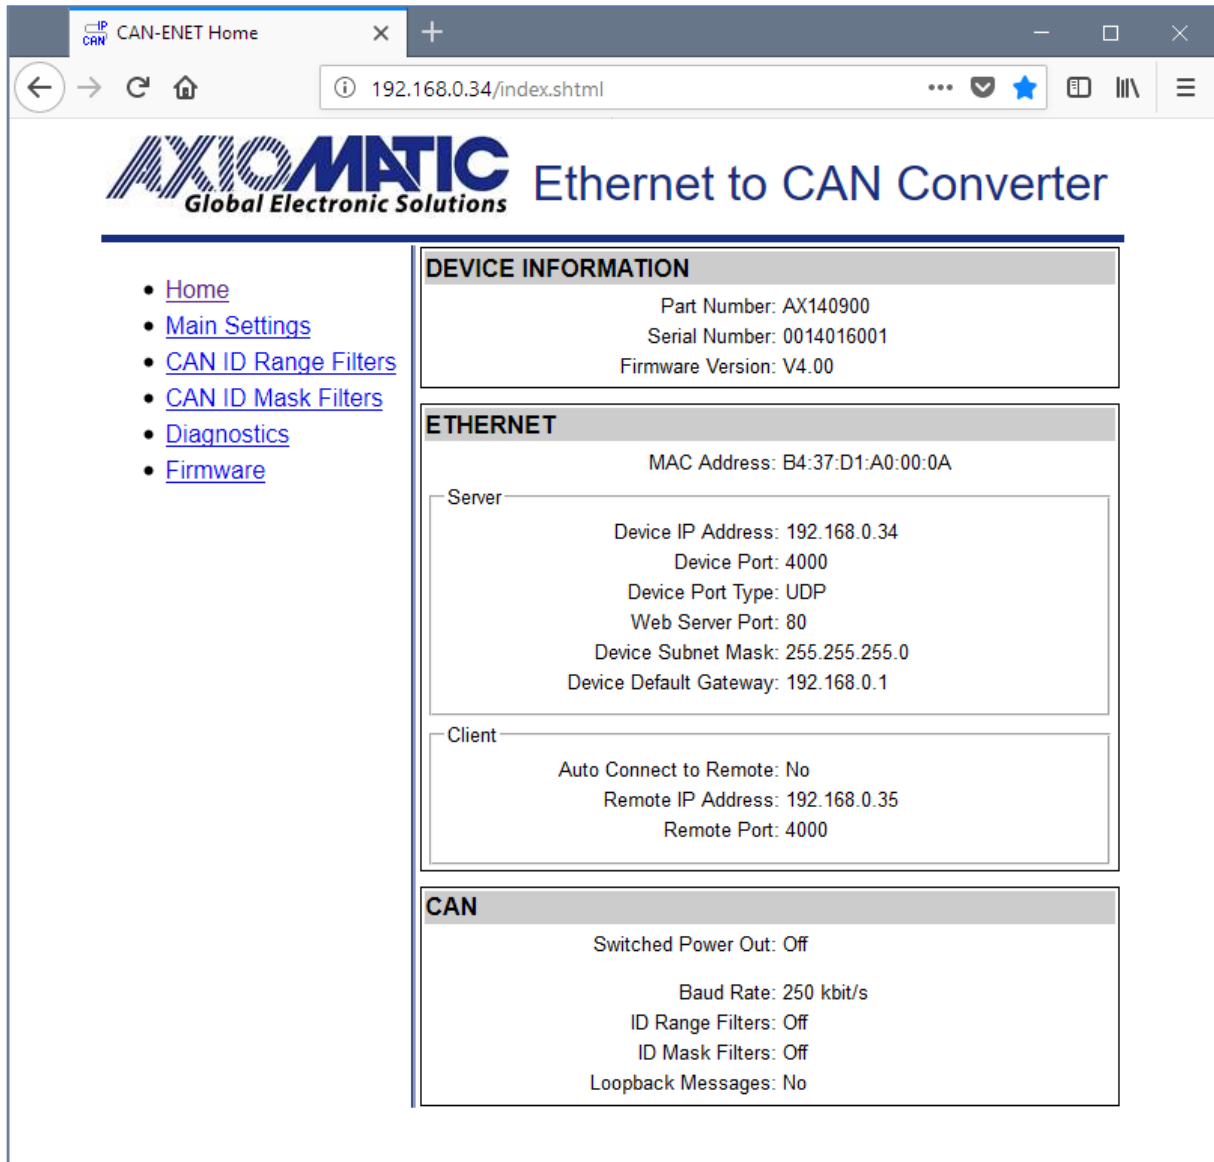 IP
CAN
CAN-ENET Home
192.168.0.34/index.shtml
AXIOMATIC
Global Electronic Solutions
Ethernet to CAN Converter
Home
Main Settings
CAN ID Range Filters
CAN ID Mask Filters
Diagnostics
Firmware
DEVICE INFORMATION
Part Number: AX140900
Serial Number: 0014016001
Firmware Version: V4.00
ETHERNET
MAC Address: B4:37:D1:A0:00:0A
Server
Device IP Address: 192.168.0.34
Device Port: 4000
Device Port Type: UDP
Web Server Port: 80
Device Subnet Mask: 255.255.255.0
Device Default Gateway: 192.168.0.1
Client
Auto Connect to Remote: No
Remote IP Address: 192.168.0.35
Remote Port: 4000
CAN
Switched Power Out: Off
Baud Rate: 250 kbit/s
ID Range Filters: Off
ID Mask Filters: Off
Loopback Messages: No